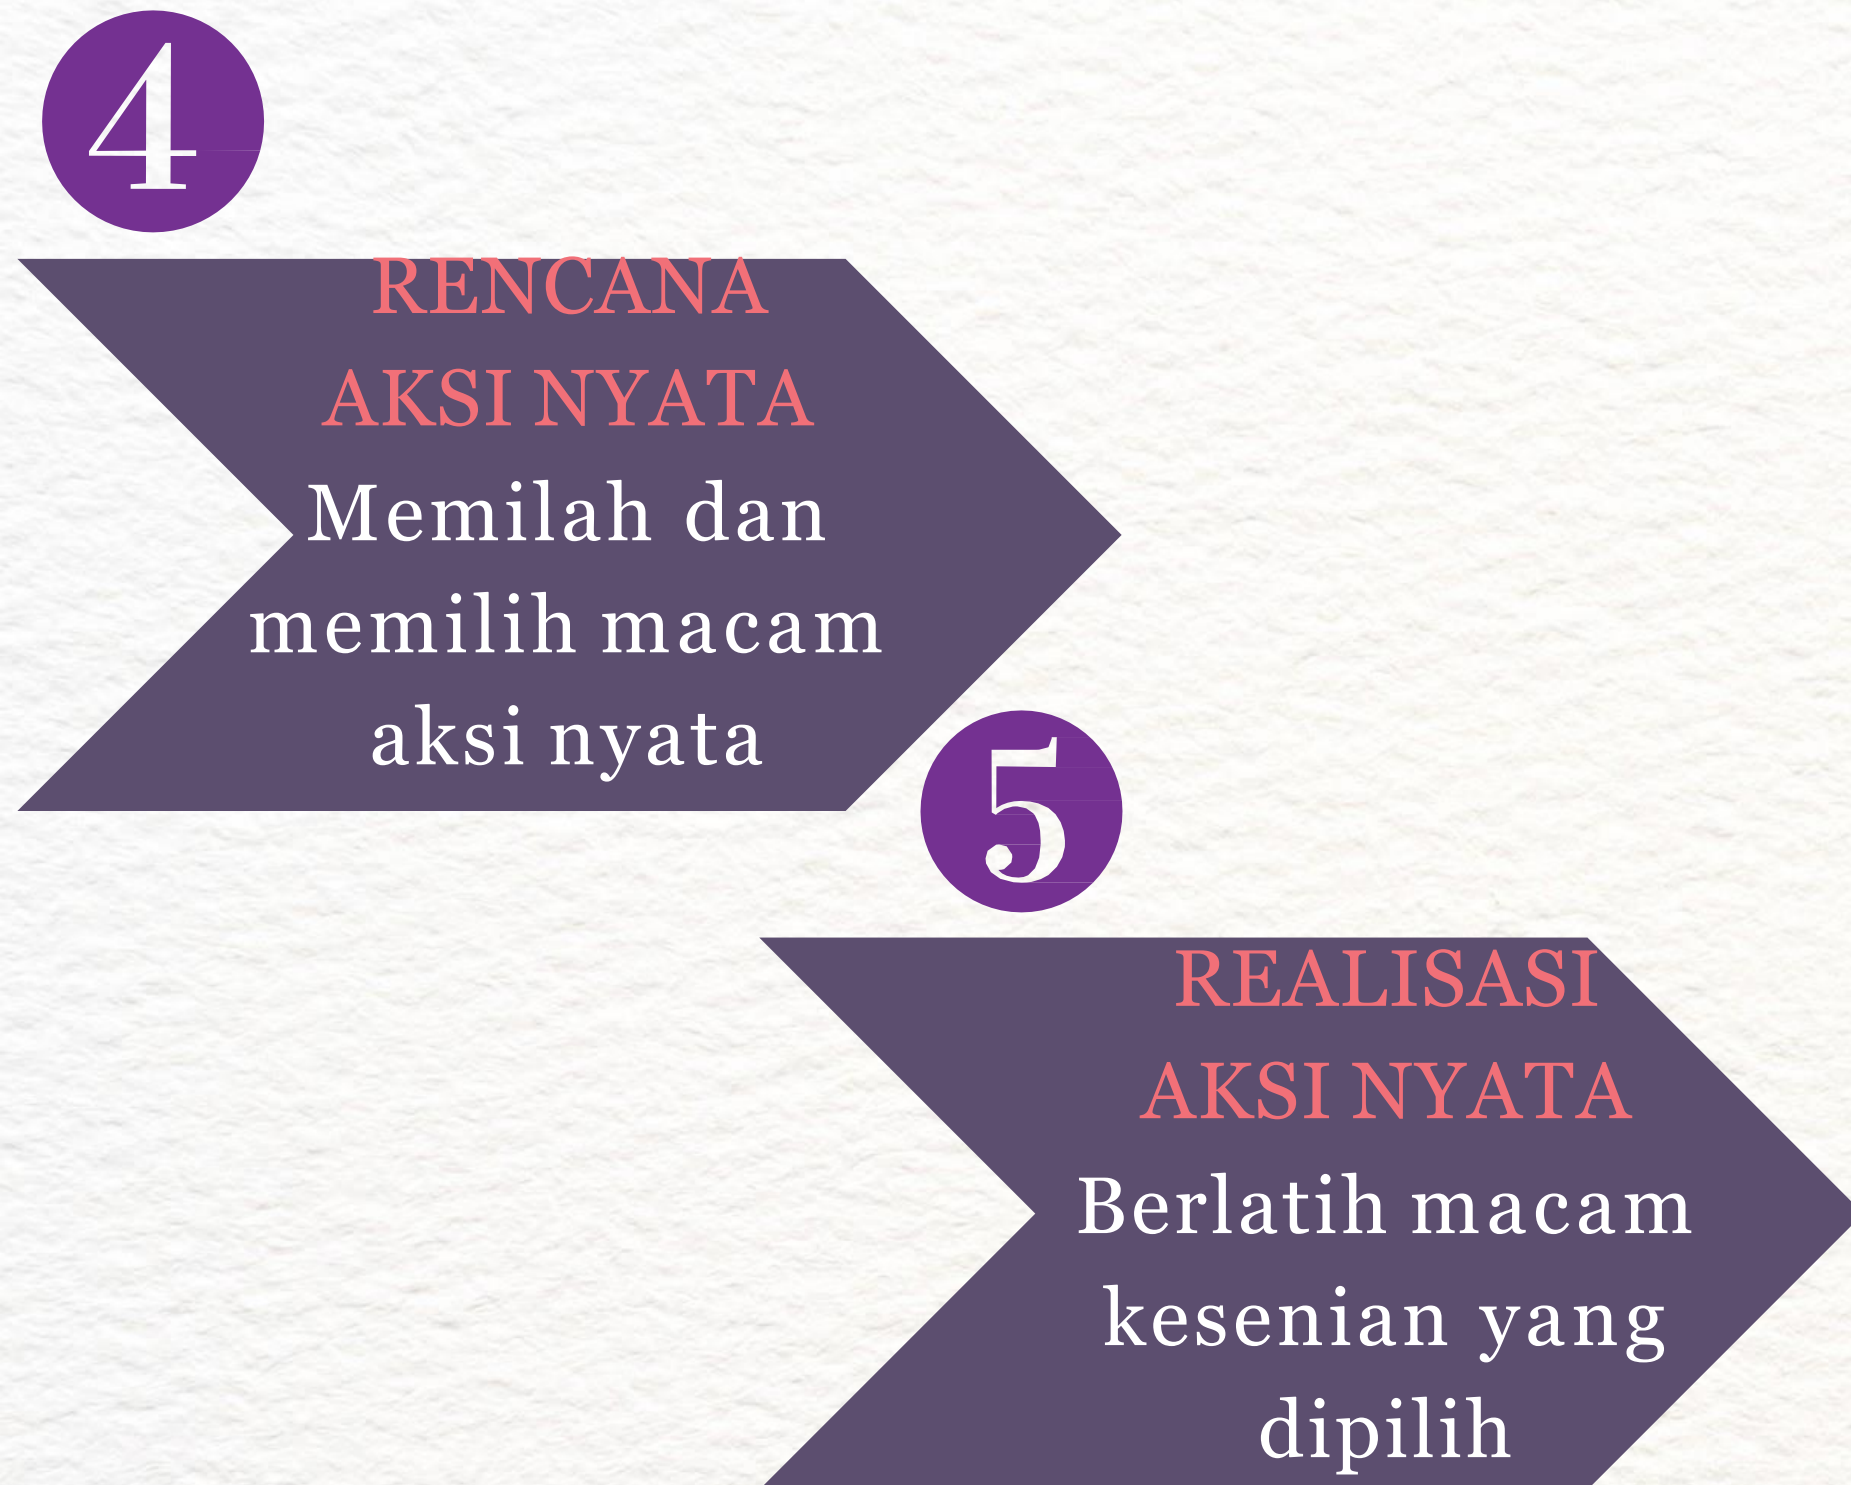 4
RENCANA
AKSI NYATA
Memilah dan
memilih macam
aksi nyata
5
REALISASI
AKSI NYATA
Berlatih macam
kesenian yang
dipilih